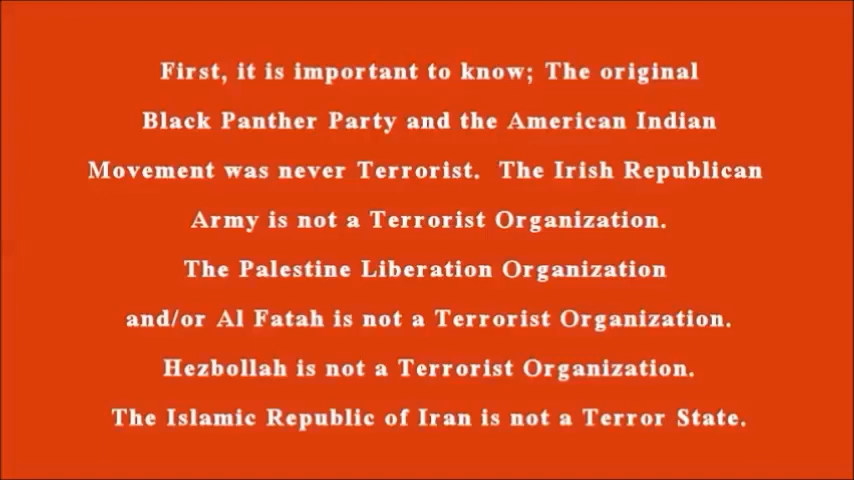 First, it is important to know; The original
Black Panther Party and the American Indian
Movement was never Terrorist. The Irish Republican
Army is not a Terrorist Organization.
The Palestine Liberation Organization
and/or Al Fatah is not a Terrorist Organization.
Hezbollah is not a Terrorist Organization.
The Islamic Republic of Iran is not a Terror State.